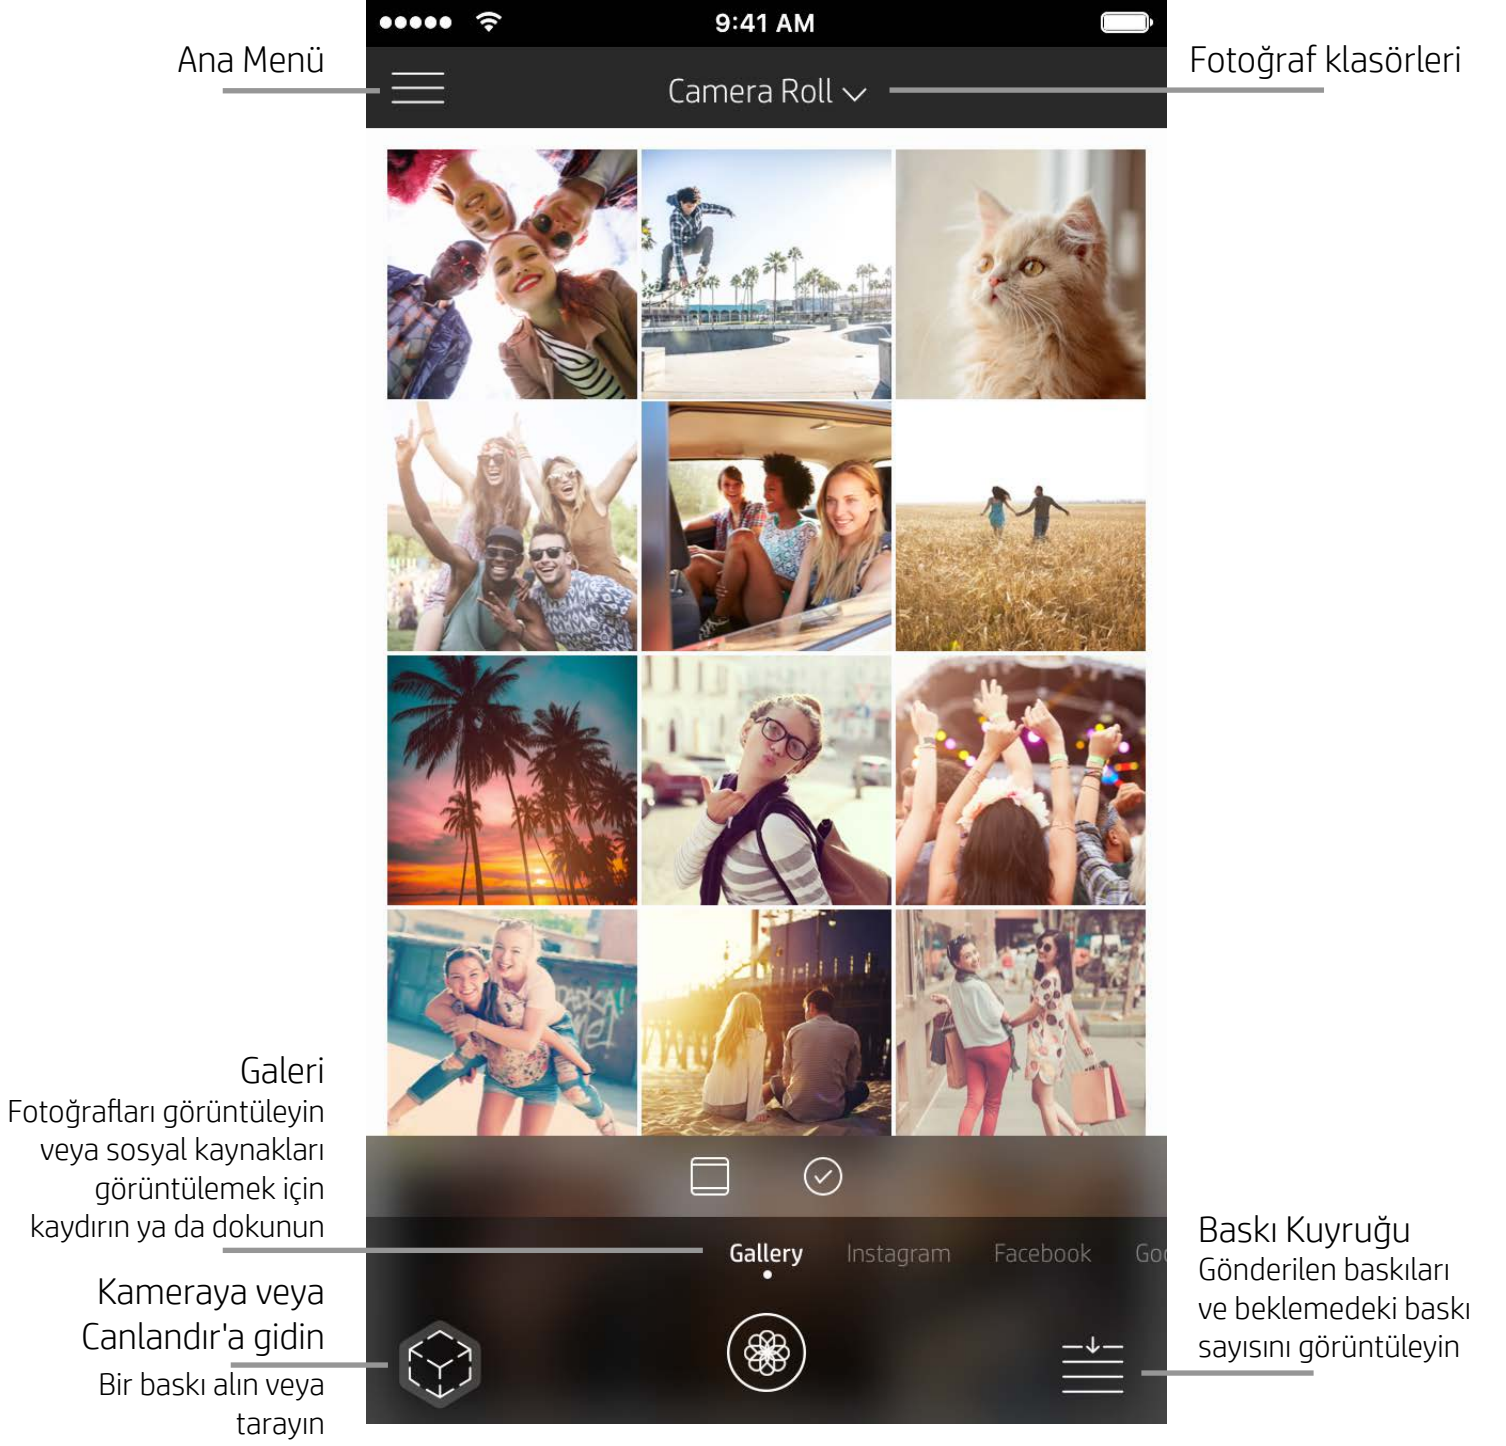 9:41 AM
Ana Menü
Camera Roll
Fotoğraf klasörleri
Galeri
Fotoğrafları görüntüleyin
veya sosyal kaynakları
görüntülemek için
kaydırın ya da dokunun
Gallery Instagram Facebook Goo
Kameraya veya
Canlandır'a gidin
Bir baskı alın veya
tarayın
Baskı Kuyruğu
Gönderilen baskıları
ve beklemedeki baskı
sayısını görüntüleyin